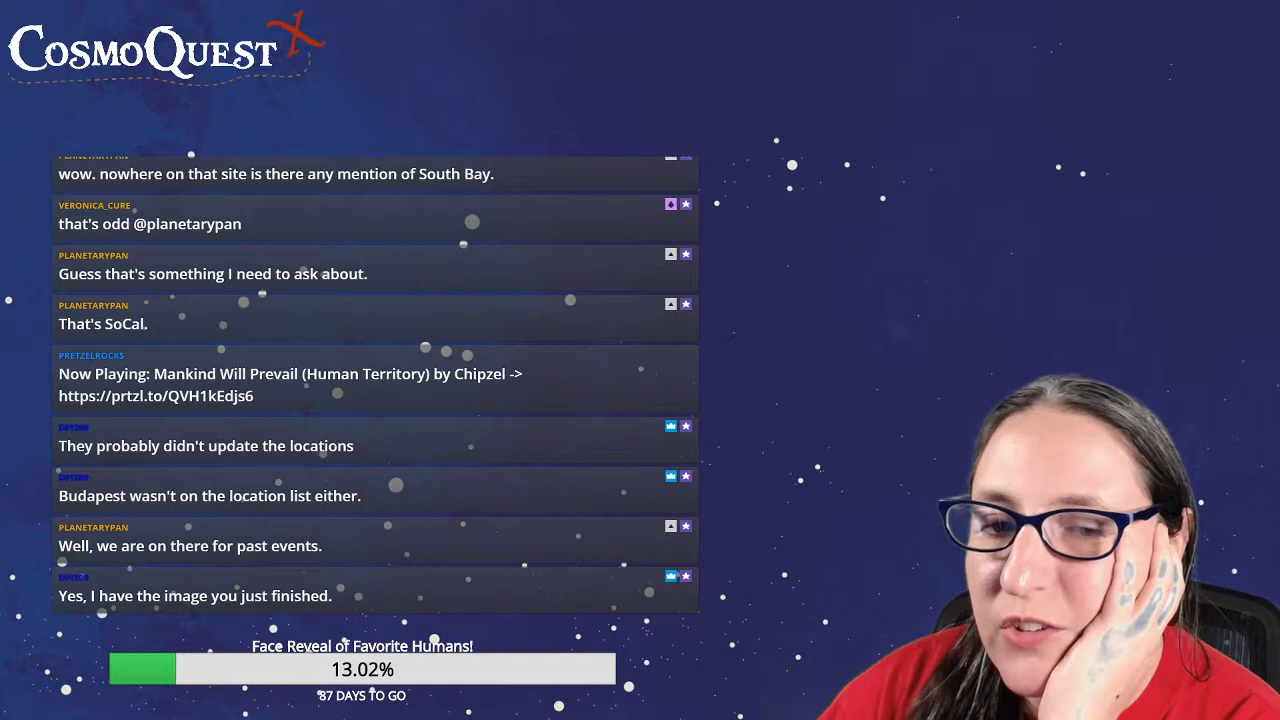 CosmoQuest X
PLANETARYPAN
wow. nowhere on that site is there any mention of South Bay.
VERONICA_CURE
that's odd @planetarypan
PLANETARYPAN
Guess that's something I need to ask about.
PLANETARYPAN
That's SoCal.
PRETZELROCKS
Now Playing: Mankind Will Prevail (Human Territory) by Chipzel ->
https://prtzl.to/QVH1kEdjs6
They probably didn't update the locations
Budapest wasn't on the location list either.
PLANETARYPAN
Well, we are on there for past events.
Yes, I have the image you just finished.
Face Reveal of Favorite Humans!
13.02%
87 DAYS TO GO